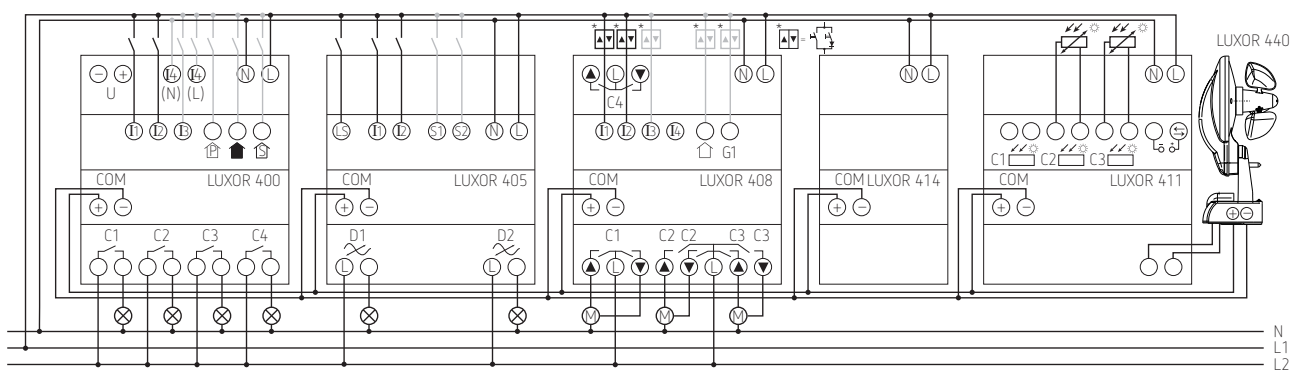 * * * * * * =
LUXOR 440
− + I4 I4 N L
U (N) (L)
▲ L ▼
C4
N L
N L
N L
I1 I2 I3
P S
LS I1 I2 S1 S2 N L
I1 I2 I3 I4
G1
C1 C2 C3
− +
COM LUXOR 400
COM LUXOR 405
COM LUXOR 408
COM LUXOR 414
COM LUXOR 411
+ −
+ −
+ −
+ −
+ −
+ −
C1 C2 C3 C4
D1 D2
C1 C2 C2 C3 C3
L L
▲ L ▼ ▲ ▼ L ▲ ▼
M M M
N
L1
L2